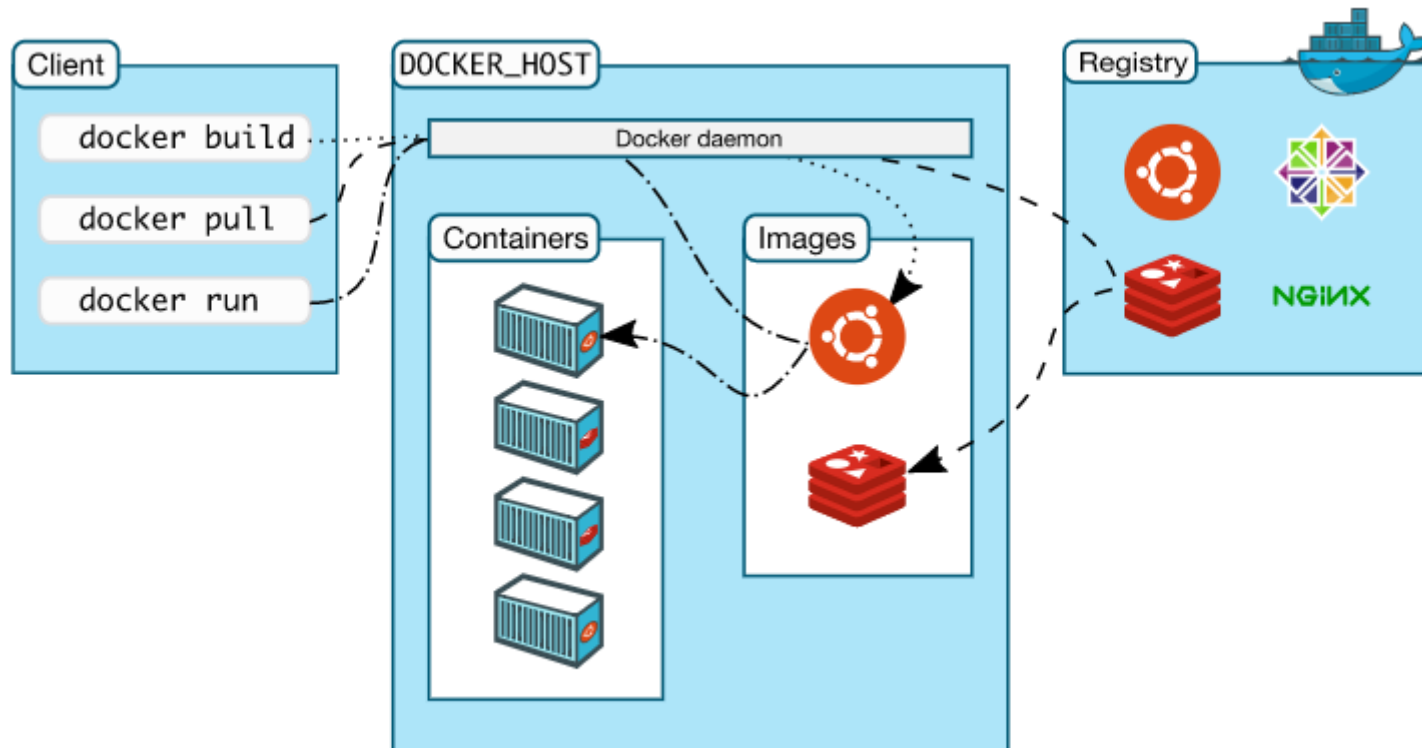 Client
docker build
docker pull
docker run
DOCKER_HOST
Docker daemon
Containers
Images
Registry
NGiNX